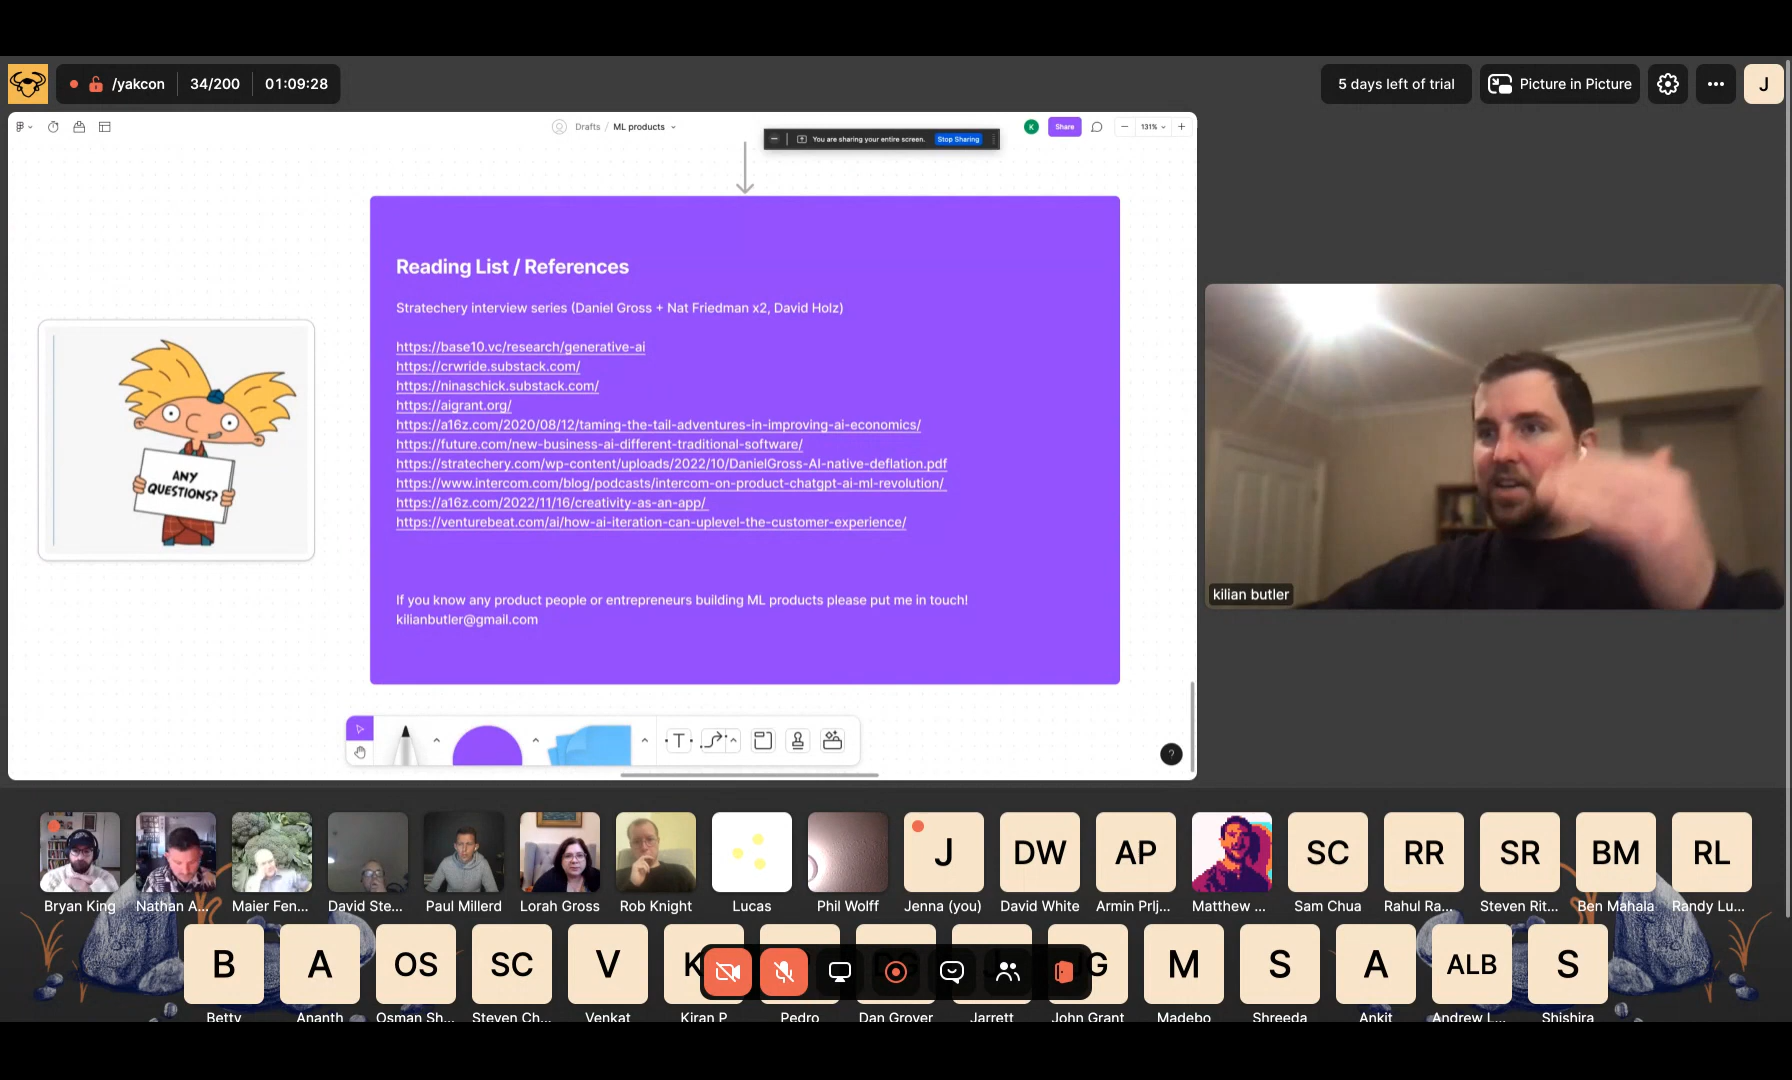 /yakcon 34/200 01:09:28
5 days left of trial Picture in Picture J
Drafts / ML products
You are sharing your entire screen. Stop Sharing
K Share 131%
Reading List / References
Stratechery interview series (Daniel Gross + Nat Friedman x2, David Holz)
https://base10.vc/research/generative-ai
https://crwride.substack.com/
https://ninaschick.substack.com/
https://aigrant.org/
https://a16z.com/2020/08/12/taming-the-tail-adventures-in-improving-ai-economics/
https://future.com/new-business-ai-different-traditional-software/
https://stratechery.com/wp-content/uploads/2022/10/DanielGross-AI-native-deflation.pdf
https://www.intercom.com/blog/podcasts/intercom-on-product-chatgpt-ai-ml-revolution/
https://a16z.com/2022/11/16/creativity-as-an-app/
https://venturebeat.com/ai/how-ai-iteration-can-uplevel-the-customer-experience/
If you know any product people or entrepreneurs building ML products please put me in touch!
kilianbutler@gmail.com
ANY
QUESTIONS?
T
?
kilian butler
J DW AP SC RR SR BM RL
Bryan King Nathan A... Maier Fen... David Ste... Paul Millerd Lorah Gross Rob Knight Lucas Phil Wolff Jenna (you) David White Armin Prlj... Matthew ... Sam Chua Rahul Ra... Steven Rit... Ben Mahala Randy Lu...
B A OS SC V K G M S A ALB S
Betty Ananth Osman Sh... Steven Ch... Venkat Kiran P Pedro Dan Grover Jarrett John Grant Madebo Shreeda Ankit Andrew L... Shishira